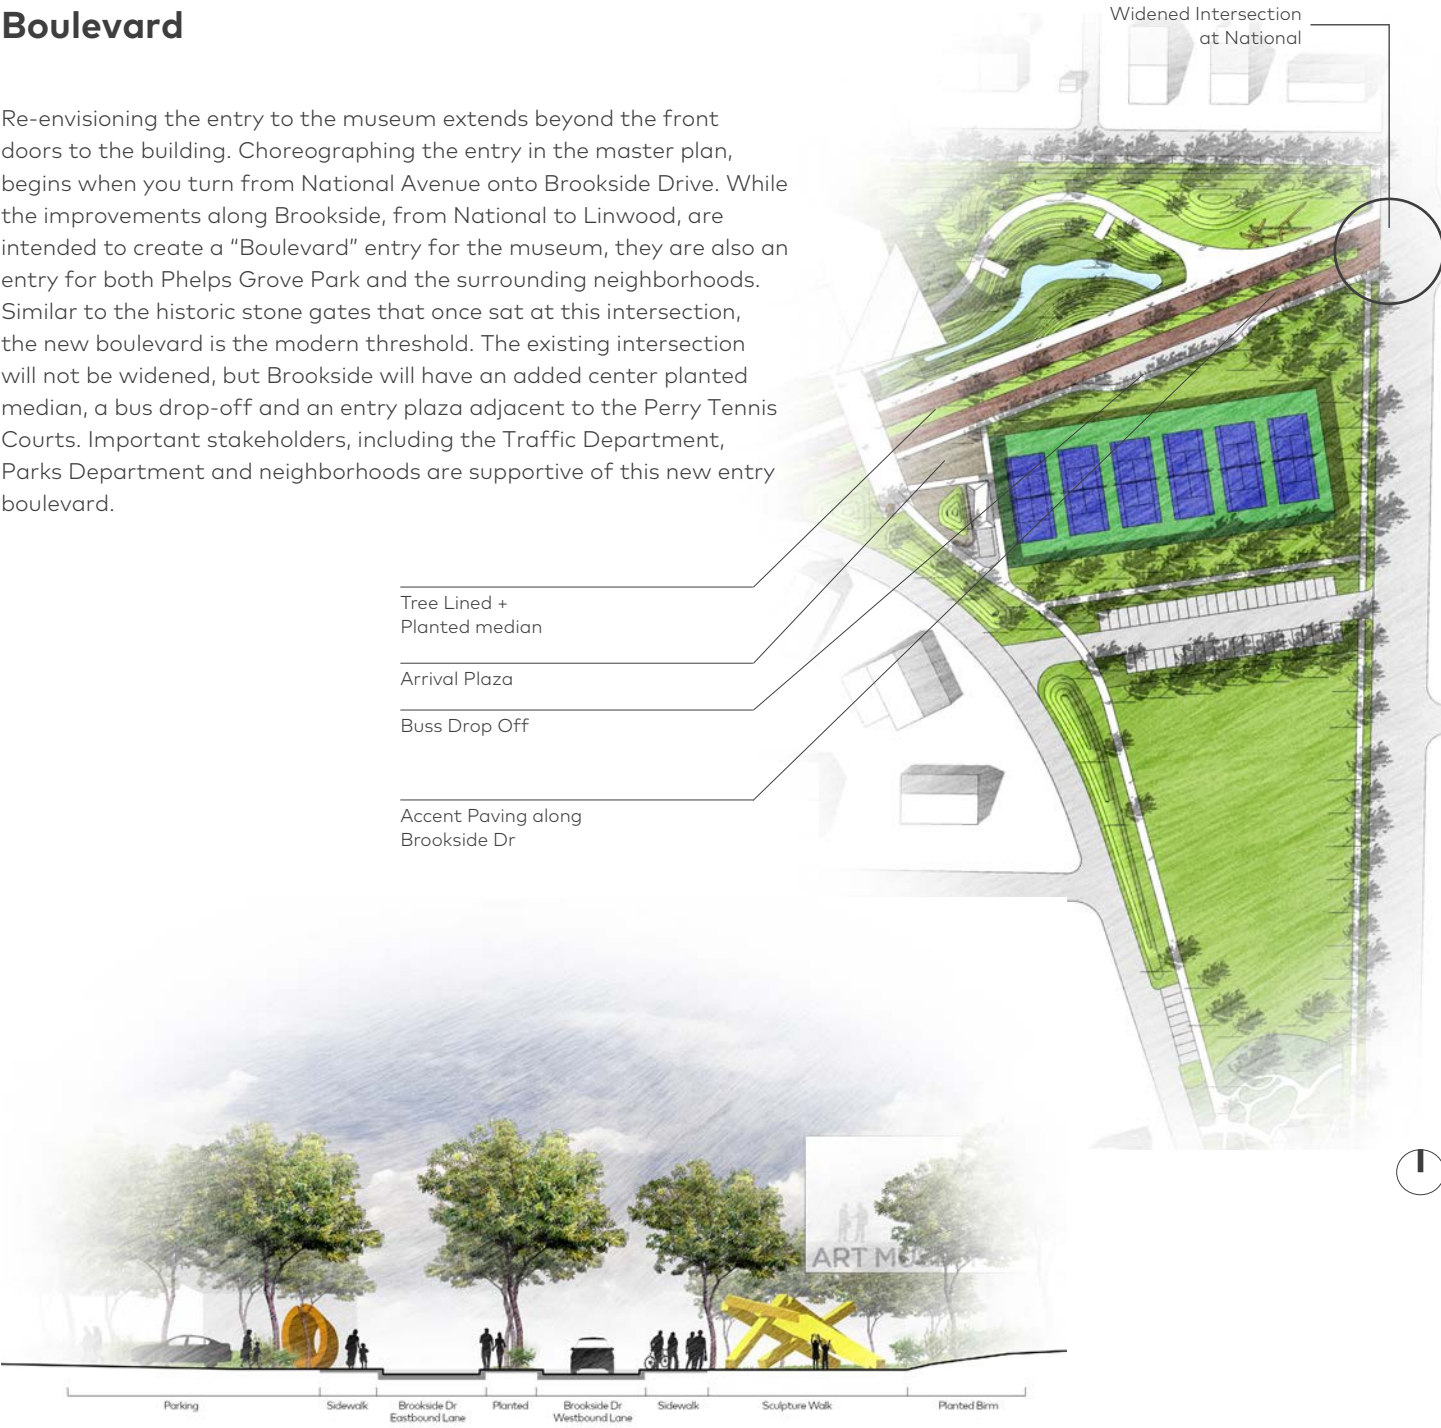 Boulevard
Widened Intersection
at National
Re-envisioning the entry to the museum extends beyond the front
doors to the building. Choreographing the entry in the master plan,
begins when you turn from National Avenue onto Brookside Drive. While
the improvements along Brookside, from National to Linwood, are
intended to create a “Boulevard” entry for the museum, they are also an
entry for both Phelps Grove Park and the surrounding neighborhoods.
Similar to the historic stone gates that once sat at this intersection,
the new boulevard is the modern threshold. The existing intersection
will not be widened, but Brookside will have an added center planted
median, a bus drop-off and an entry plaza adjacent to the Perry Tennis
Courts. Important stakeholders, including the Traffic Department,
Parks Department and neighborhoods are supportive of this new entry
boulevard.
Tree Lined +
Planted median
Arrival Plaza
Buss Drop Off
Accent Paving along
Brookside Dr
ART MU
Parking
Sidewalk
Brookside Dr
Eastbound Lane
Planted
Brookside Dr
Westbound Lane
Sidewalk
Sculpture Walk
Planted Birm